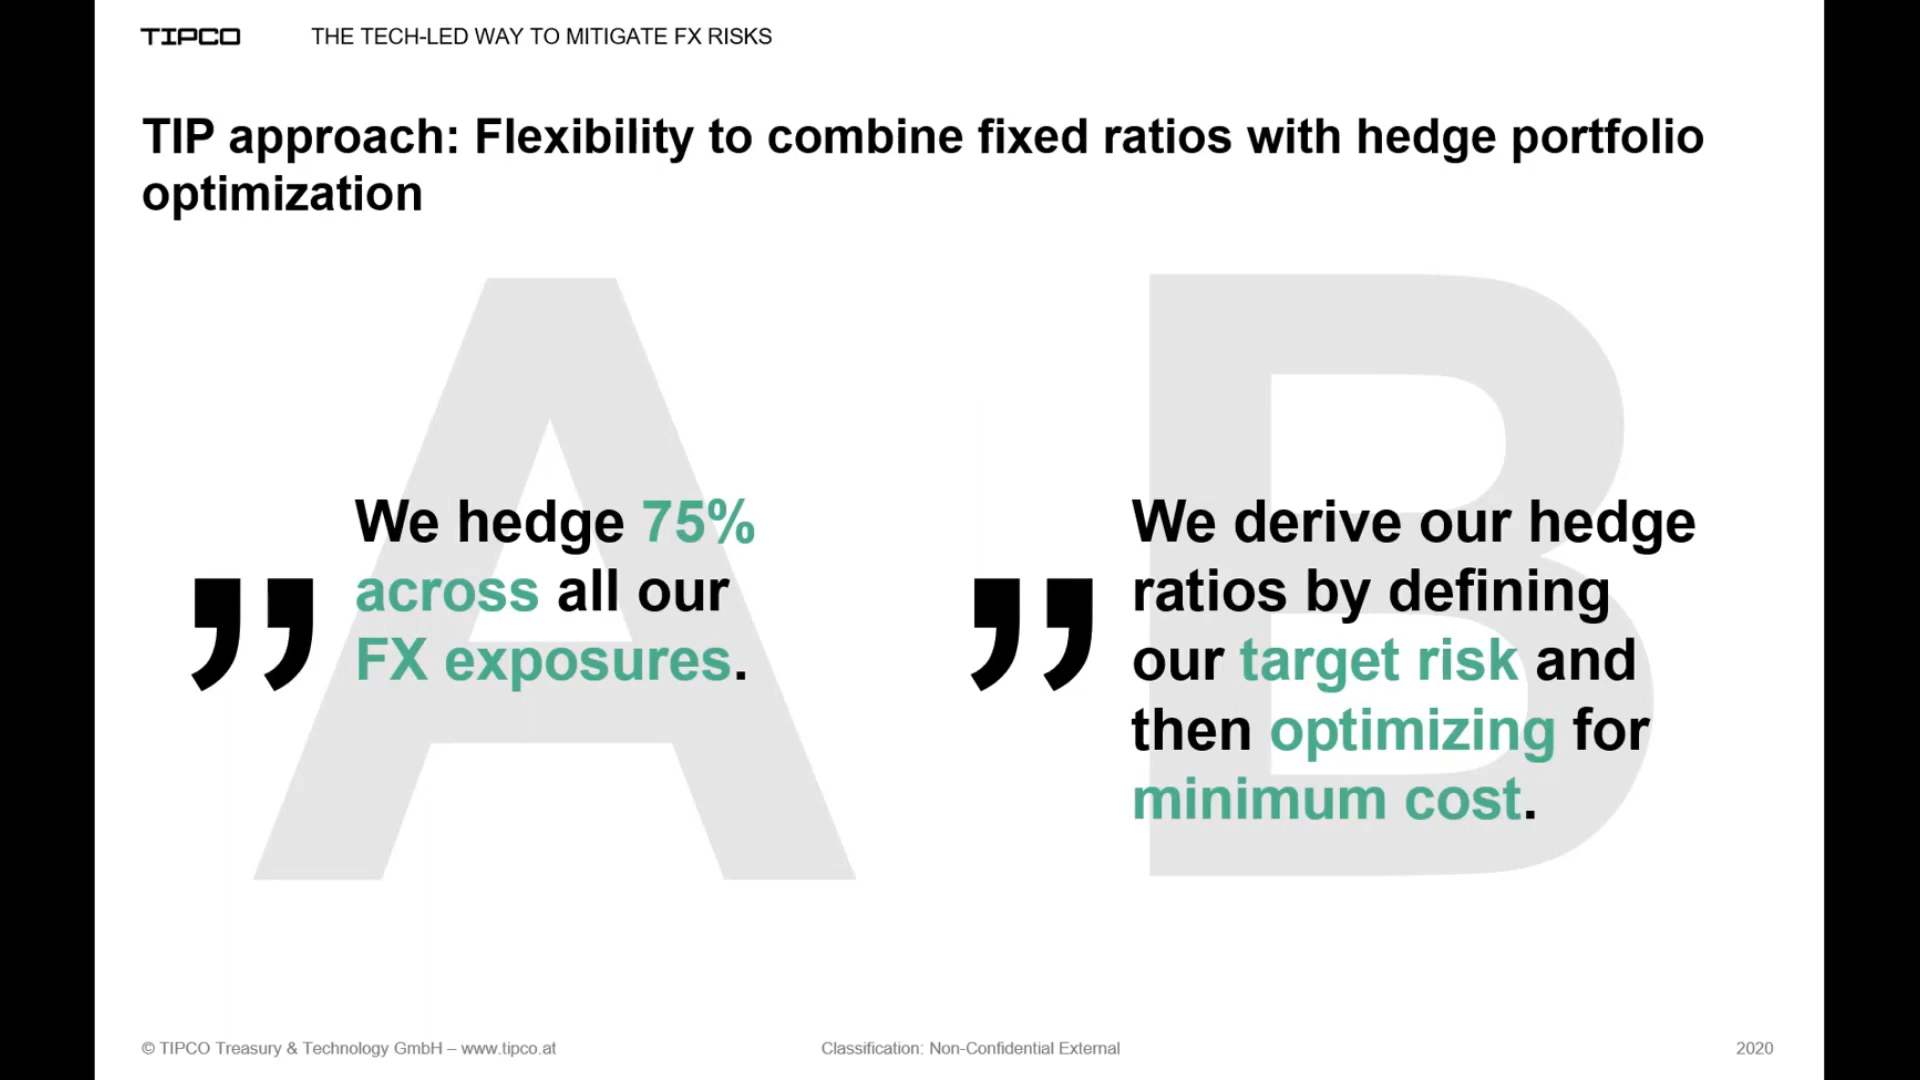 TIPCO THE TECH-LED WAY TO MITIGATE FX RISKS
TIP approach: Flexibility to combine fixed ratios with hedge portfolio
optimization
A
” We hedge 75%
across all our
FX exposures.
B
” We derive our hedge
ratios by defining
our target risk and
then optimizing for
minimum cost.
© TIPCO Treasury & Technology GmbH – www.tipco.at Classification: Non-Confidential External 2020